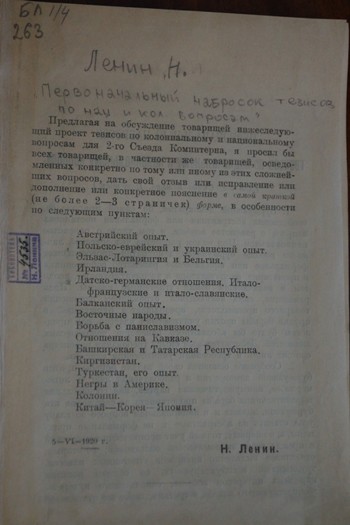 БЛ 1/4
263
Ленин, Н.
"Первоначальный набросок тезисов
по нац и кол. вопросам"
Предлагая на обсуждение товарищей нижеследую-
щий проект тезисов по колониальному и национальному
вопросам для 2-го Съезда Коминтерна, я просил бы
всех товарищей, в частности же товарищей, осведо-
мленных конкретно по тому или иному из этих сложней-
ших вопросов, дать свой отзыв или исправление или
дополнение или конкретное пояснение в самой краткой
(не более 2—3 страничек) форме, в особенности
по следующим пунктам:
Австрийский опыт.
Польско-еврейский и украинский опыт.
Эльзас-Лотарингия и Бельгия.
Ирландия.
Датско-германские отношения. Итало-
французские и итало-славянские.
Балканский опыт.
Восточные народы.
Борьба с панисламизмом.
Отношения на Кавказе.
Башкирская и Татарская Республика.
Киргизистан.
Туркестан, его опыт.
Негры в Америке.
Колонии.
Китай—Корея—Япония.
5—VI—1920 г.
Н. Ленин.